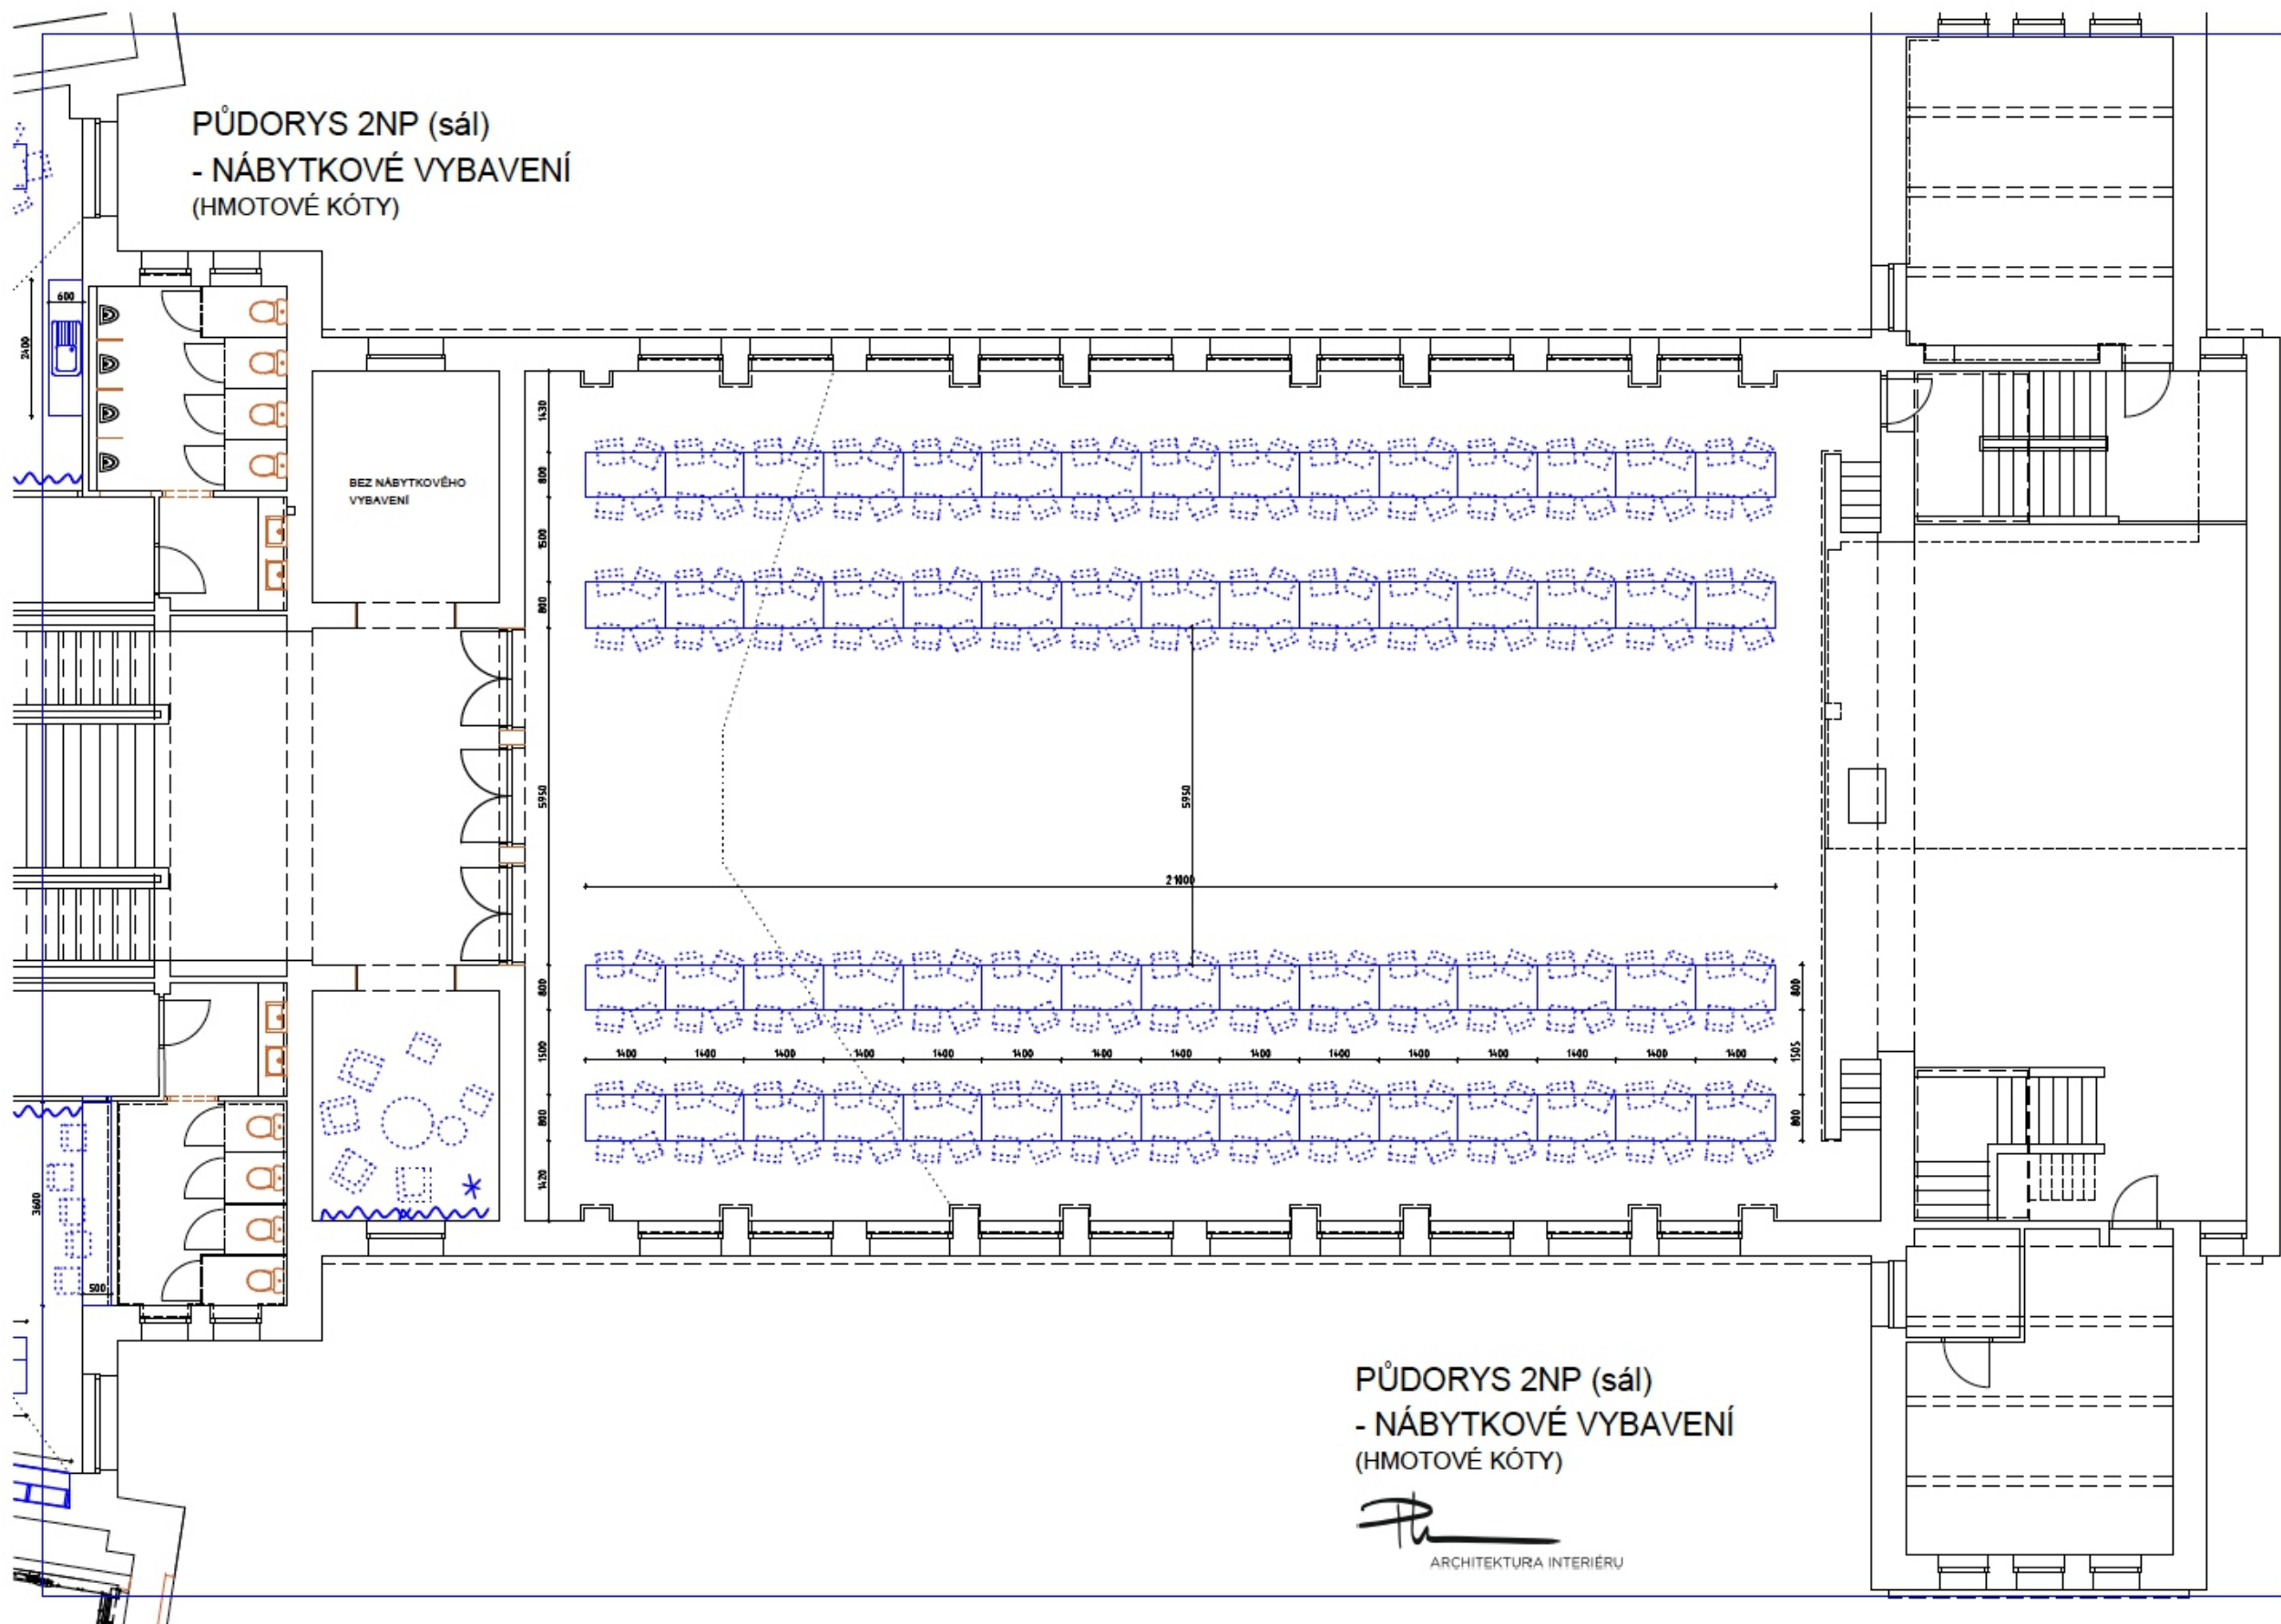 PŮDORYS 2NP (sál)
- NÁBYTKOVÉ VYBAVENÍ
(HMOTOVÉ KÓTY)
600
2400
BEZ NÁBYTKOVÉHO
VYBAVENÍ
1430
800
1500
800
5950
5950
21000
800
1500
800
1420
1400 1400 1400 1400 1400 1400 1400 1400 1400 1400 1400 1400 1400 1400 1400
800
1505
800
3600
500
PŮDORYS 2NP (sál)
- NÁBYTKOVÉ VYBAVENÍ
(HMOTOVÉ KÓTY)
ARCHITEKTURA INTERIÉRU